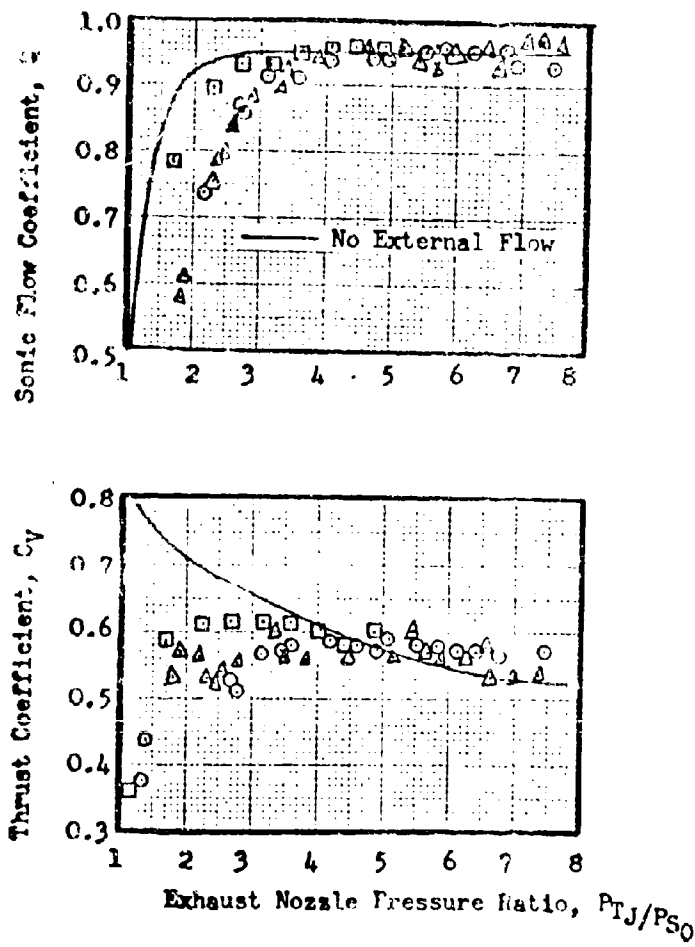 Sonic Flow Coefficient,
1.0
0.9
0.8
0.7
0.6
0.5
No External Flow
1 2 3 4 5 6 7 8
Thrust Coefficient, CV
0.8
0.7
0.6
0.5
0.4
0.3
1 2 3 4 5 6 7 8
Exhaust Nozzle Pressure Ratio, PTJ/PSO